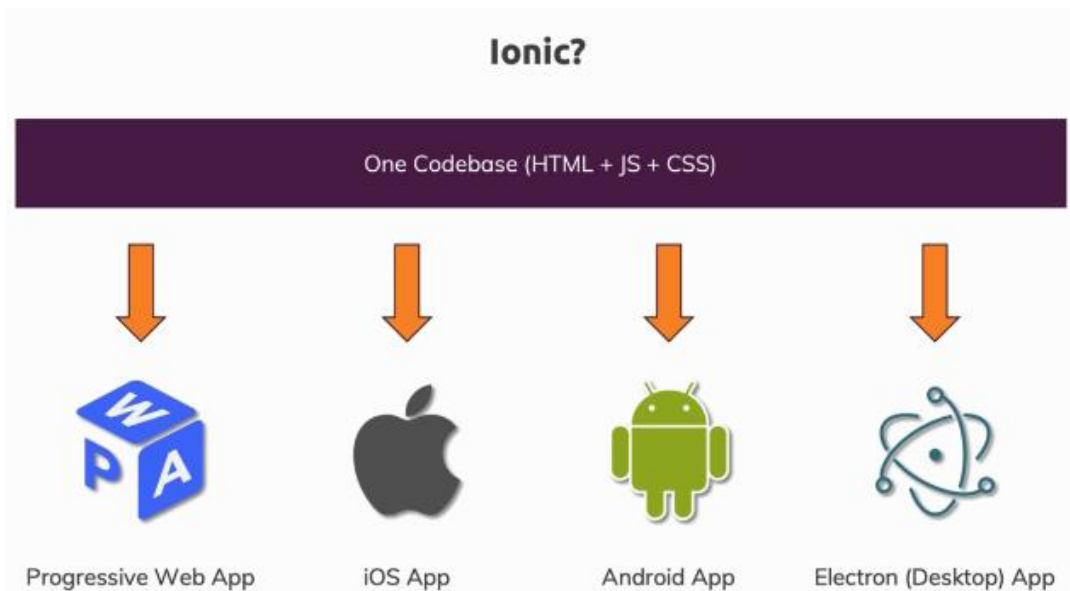 Ionic?
One Codebase (HTML + JS + CSS)
W
P A
Progressive Web App
iOS App
Android App
Electron (Desktop) App